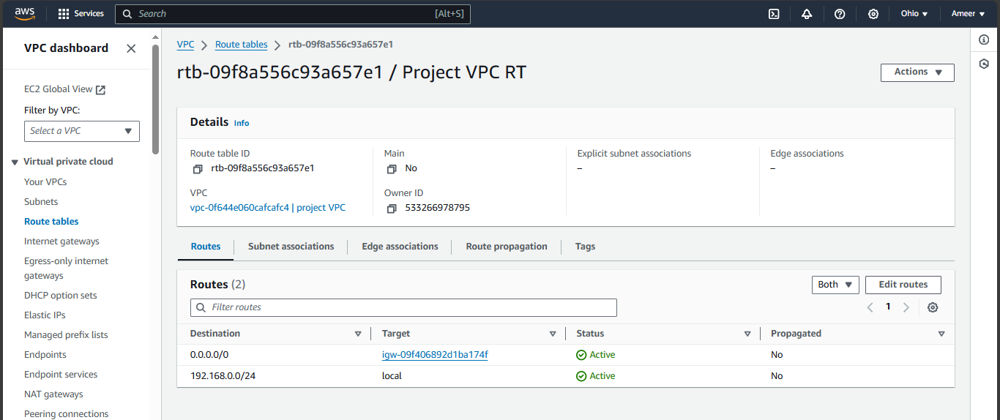 aws Services Search [Alt+S] Ohio Ameer
VPC dashboard
EC2 Global View
Filter by VPC:
Select a VPC
Virtual private cloud
Your VPCs
Subnets
Route tables
Internet gateways
Egress-only internet
gateways
DHCP option sets
Elastic IPs
Managed prefix lists
Endpoints
Endpoint services
NAT gateways
Peering connections
VPC Route tables rtb-09f8a556c93a657e1
rtb-09f8a556c93a657e1 / Project VPC RT
Actions
Details Info
Route table ID
rtb-09f8a556c93a657e1
Main
No
Explicit subnet associations
–
Edge associations
–
VPC
vpc-0f644e060cafcafc4 | project VPC
Owner ID
533266978795
Routes Subnet associations Edge associations Route propagation Tags
Routes (2)
Both Edit routes
Filter routes
1
Destination Target Status Propagated
0.0.0.0/0 igw-09f406892d1ba174f Active No
192.168.0.0/24 local Active No